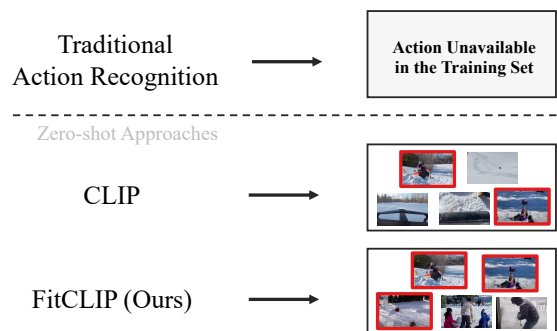 Traditional
Action Recognition
Action Unavailable
in the Training Set
Zero-shot Approaches
CLIP
FitCLIP (Ours)